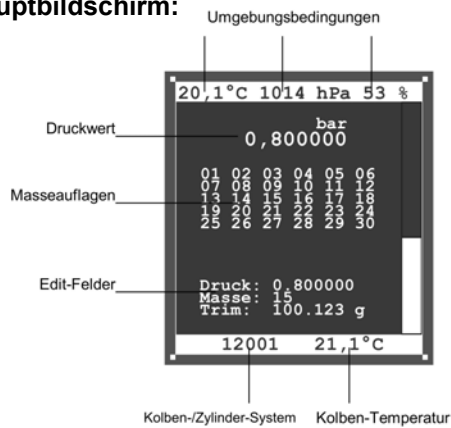 uptbildschirm:
Umgebungsbedingungen
20,1°C 1014 hPa 53 %
bar
Druckwert
0,800000
01 02 03 04 05 06
07 08 09 10 11 12
Masseauflagen
13 14 15 16 17 18
19 20 21 22 23 24
25 26 27 28 29 30
Edit-Felder
Druck: 0.800000
Masse: 15
Trim: 100.123 g
12001 21,1°C
Kolben-/Zylinder-System Kolben-Temperatur